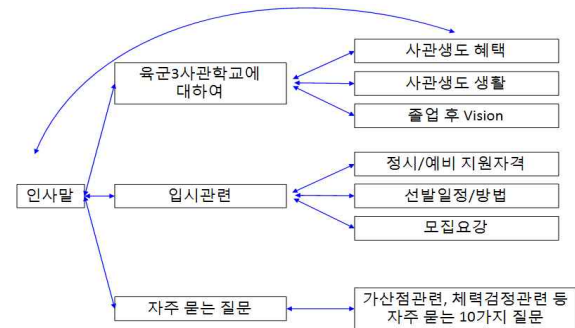 육군3사관학교에
대하여
사관생도 혜택
사관생도 생활
졸업 후 Vision
인사말
입시관련
정시/예비 지원자격
선발일정/방법
모집요강
자주 묻는 질문
가산점관련, 체력검정관련 등
자주 묻는 10가지 질문